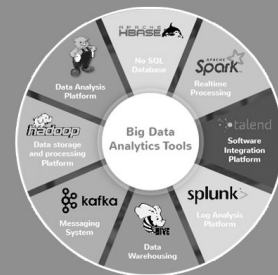 Big Data
Analytics Tools
APACHE
HBASE
No SQL
Database
APACHE
Spark
Realtime
Processing
talend
Software
Integration
Platform
splunk>
Log Analysis
Platform
HIVE
Data
Warehousing
kafka
Messaging
System
hadoop
Data storage
and processing
Platform
Data Analysis
Platform